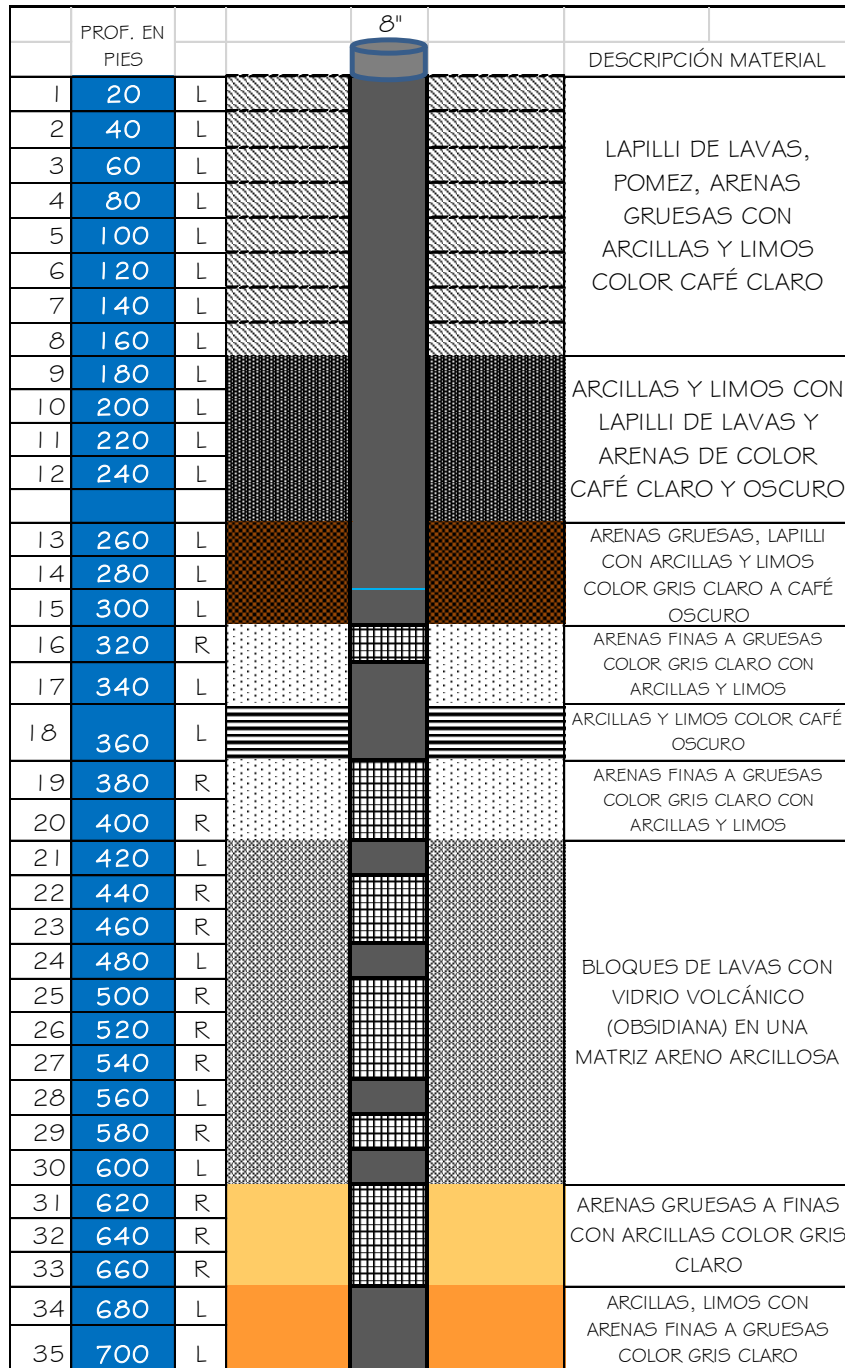 8"
PROF. EN
PIES
DESCRIPCIÓN MATERIAL
1 20 L
2 40 L
3 60 L
4 80 L
5 100 L
6 120 L
7 140 L
8 160 L
LAPILLI DE LAVAS,
POMEZ, ARENAS
GRUESAS CON
ARCILLAS Y LIMOS
COLOR CAFÉ CLARO
9 180 L
10 200 L
11 220 L
12 240 L
ARCILLAS Y LIMOS CON
LAPILLI DE LAVAS Y
ARENAS DE COLOR
CAFÉ CLARO Y OSCURO
13 260 L
14 280 L
15 300 L
ARENAS GRUESAS, LAPILLI
CON ARCILLAS Y LIMOS
COLOR GRIS CLARO A CAFÉ
OSCURO
16 320 R
17 340 L
ARENAS FINAS A GRUESAS
COLOR GRIS CLARO CON
ARCILLAS Y LIMOS
18 360 L
ARCILLAS Y LIMOS COLOR CAFÉ
OSCURO
19 380 R
20 400 R
ARENAS FINAS A GRUESAS
COLOR GRIS CLARO CON
ARCILLAS Y LIMOS
21 420 L
22 440 R
23 460 R
24 480 L
25 500 R
26 520 R
27 540 R
28 560 L
29 580 R
30 600 L
BLOQUES DE LAVAS CON
VIDRIO VOLCÁNICO
(OBSIDIANA) EN UNA
MATRIZ ARENO ARCILLOSA
31 620 R
32 640 R
33 660 R
ARENAS GRUESAS A FINAS
CON ARCILLAS COLOR GRIS
CLARO
34 680 L
35 700 L
ARCILLAS, LIMOS CON
ARENAS FINAS A GRUESAS
COLOR GRIS CLARO